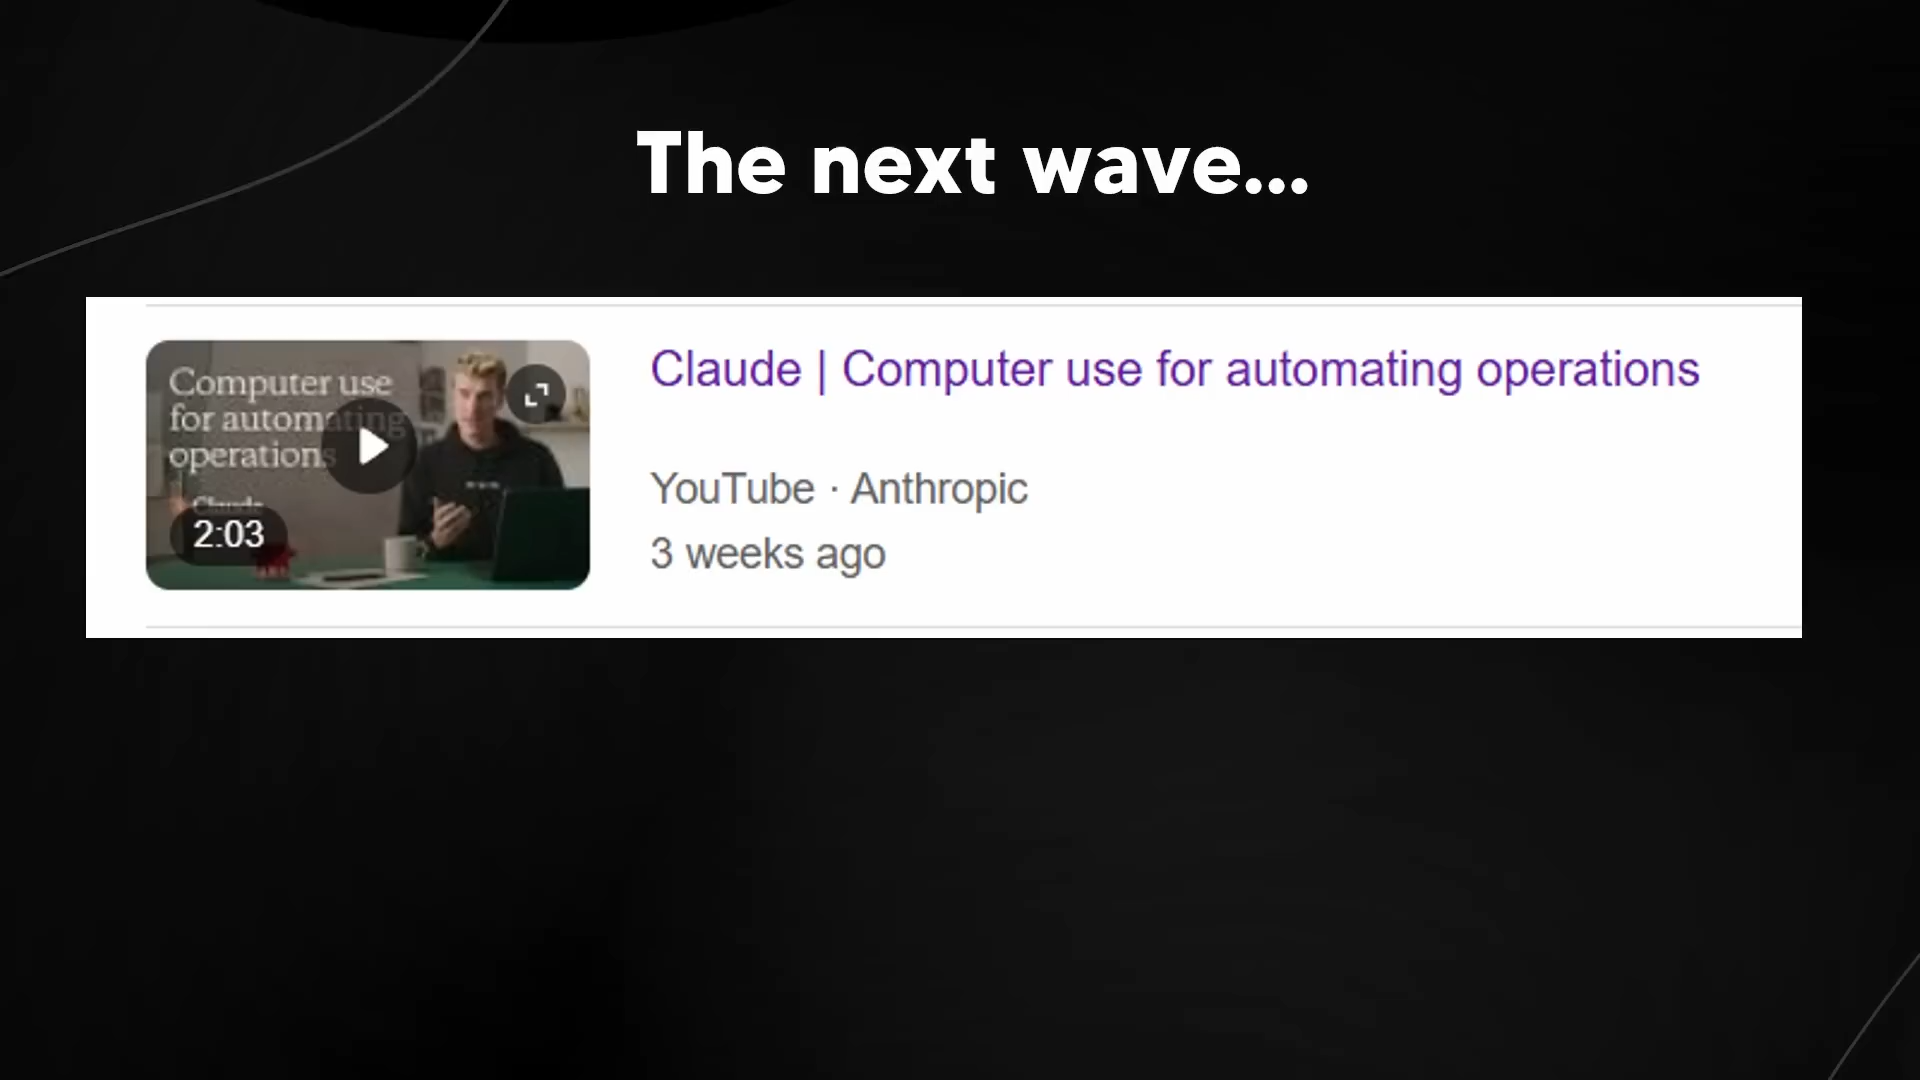 The next wave...
Computer use
for automating
operations
Claude
2:03
Claude | Computer use for automating operations
YouTube · Anthropic
3 weeks ago